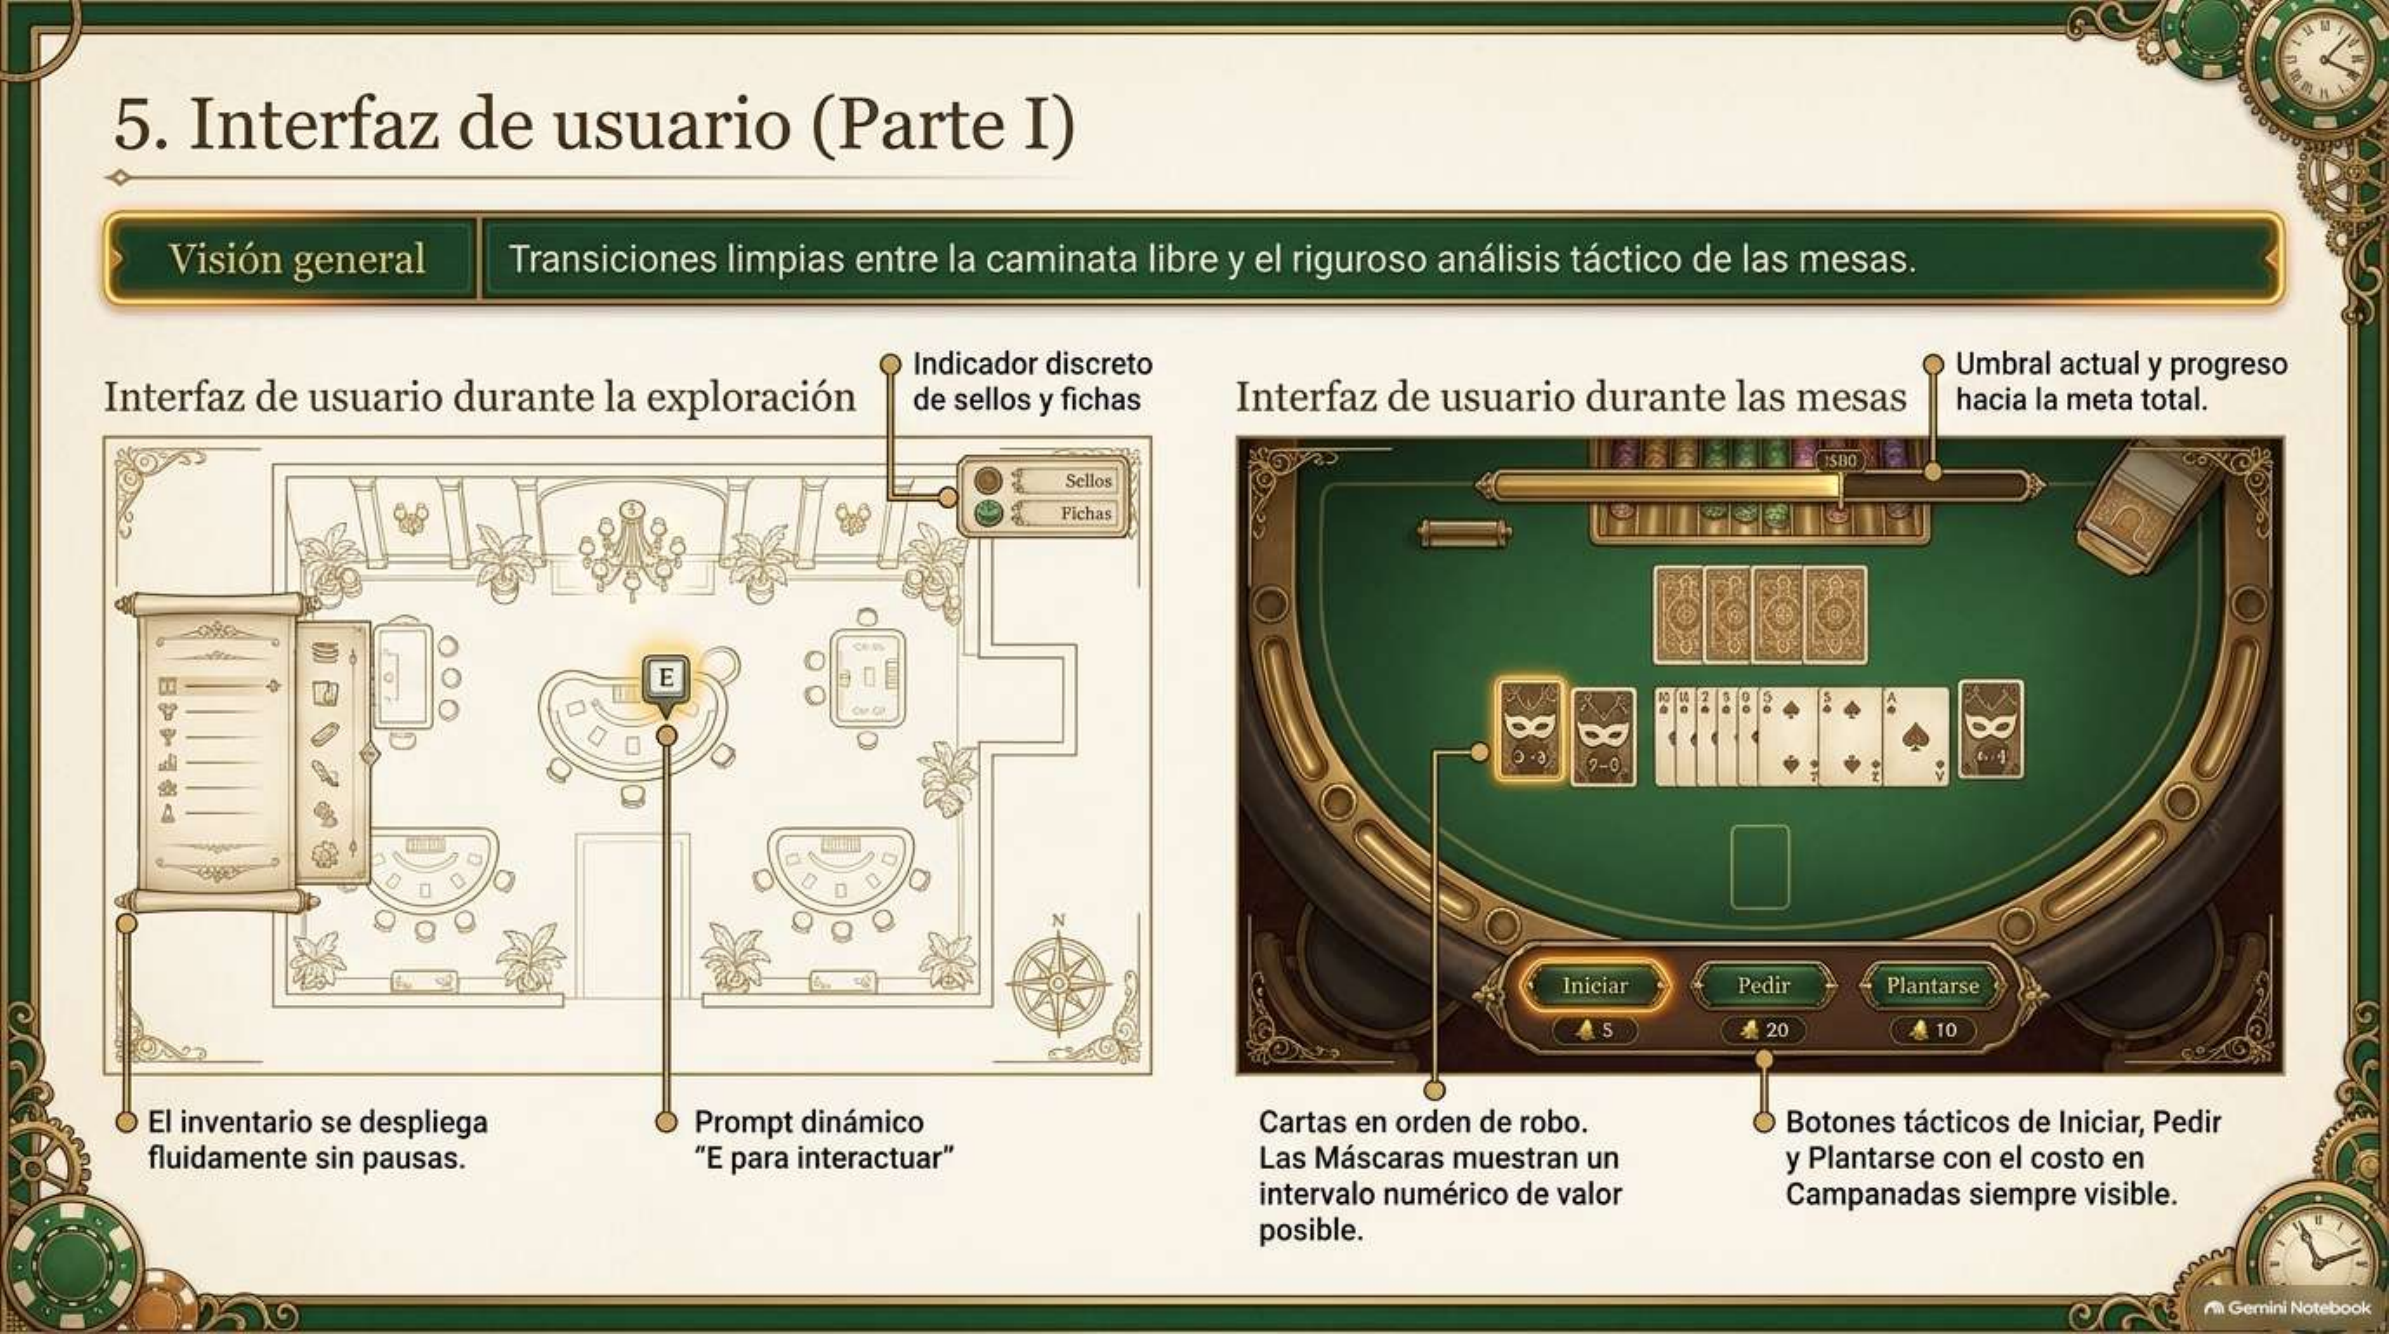 5. Interfaz de usuario (Parte I)
Visión general
Transiciones limpias entre la caminata libre y el riguroso análisis táctico de las mesas.
Interfaz de usuario durante la exploración
Indicador discreto
de sellos y fichas
Sellos
Fichas
E
N
El inventario se despliega
fluidamente sin pausas.
Prompt dinámico
“E para interactuar”
Interfaz de usuario durante las mesas
Umbral actual y progreso
hacia la meta total.
A
Iniciar
Pedir
Plantarse
5
20
10
Cartas en orden de robo.
Las Máscaras muestran un
intervalo numérico de valor
posible.
Botones tácticos de Iniciar, Pedir
y Plantarse con el costo en
Campanadas siempre visible.
Gemini Notebook